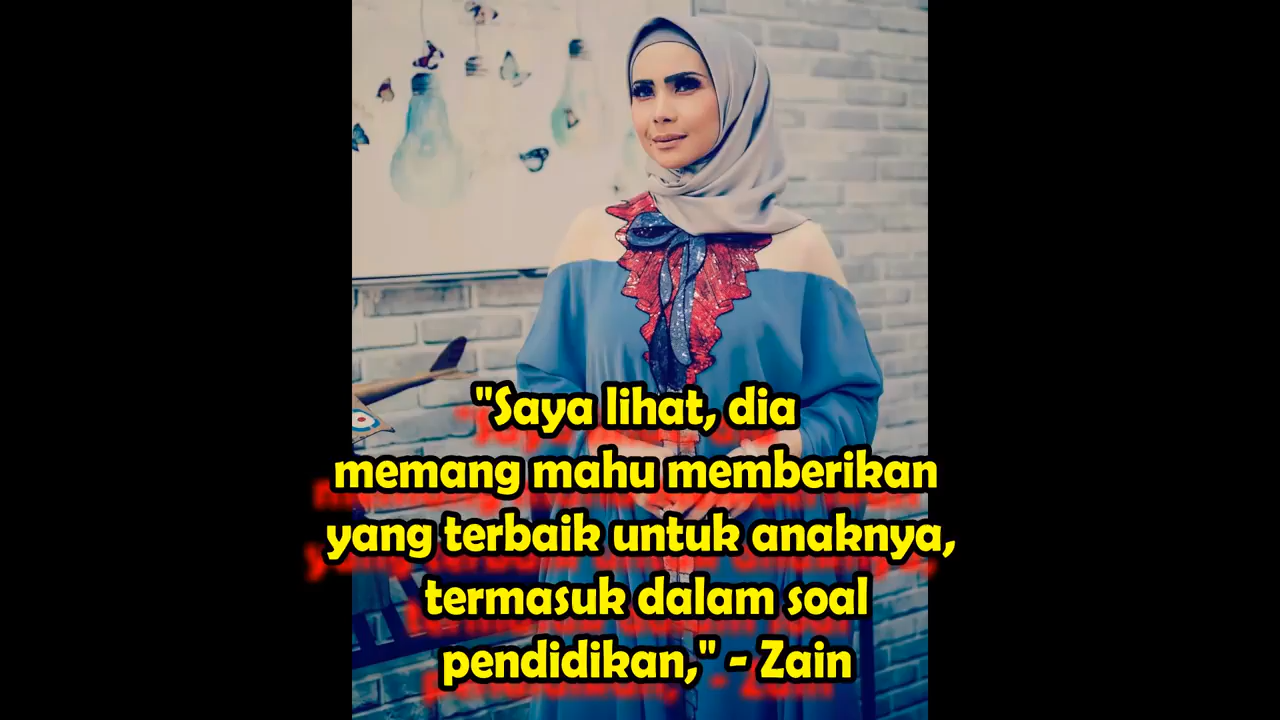 "Saya lihat, dia
memang mahu memberikan
yang terbaik untuk anaknya,
termasuk dalam soal
pendidikan," - Zain